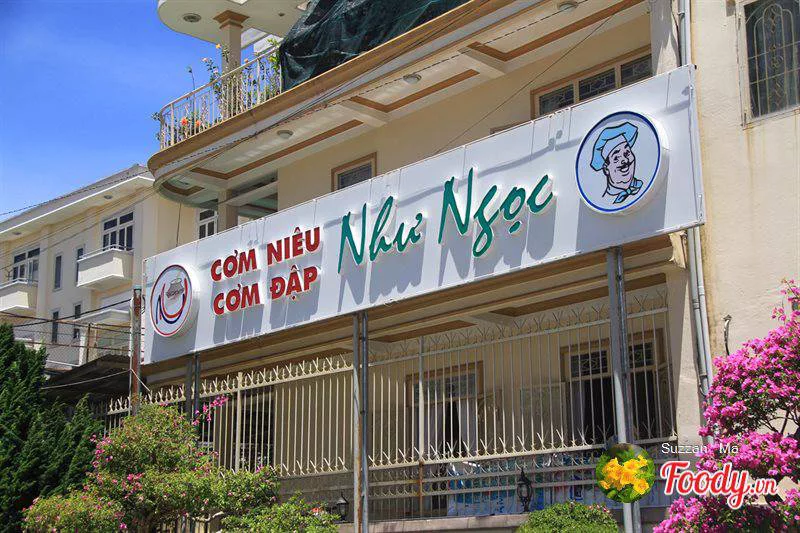 CƠM NIÊU
CƠM ĐẬP
Như Ngọc
Suzzan Ma
Foody.vn